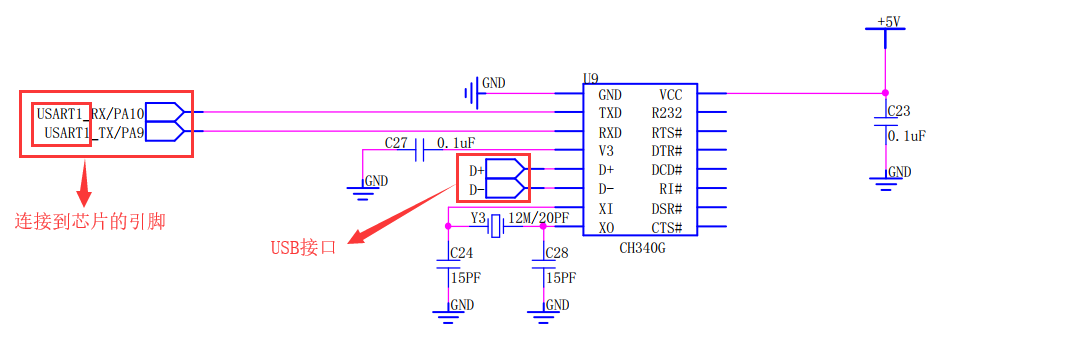 +5V
U9
GND
GND
VCC
C23
0.1uF
GND
USART1_RX/PA10
USART1_TX/PA9
TXD
R232
RXD
RTS#
C27
0.1uF
V3
DTR#
GND
D+
D-
D+
DCD#
D-
RI#
XI
DSR#
连接到芯片的引脚
USB接口
Y3
12M/20PF
XO
CTS#
CH340G
C24
15PF
GND
C28
15PF
GND